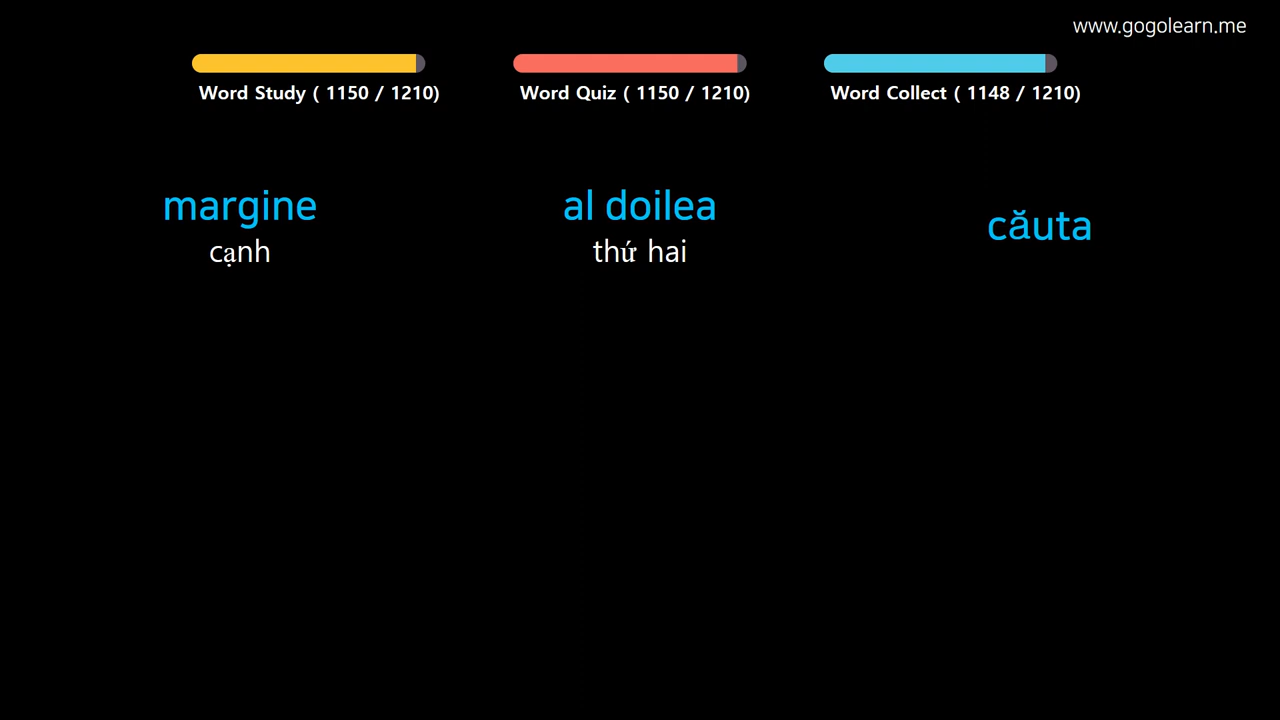 www.gogolearn.me
Word Study ( 1150 / 1210)
Word Quiz ( 1150 / 1210)
Word Collect ( 1148 / 1210)
margine
cạnh
al doilea
thứ hai
căuta